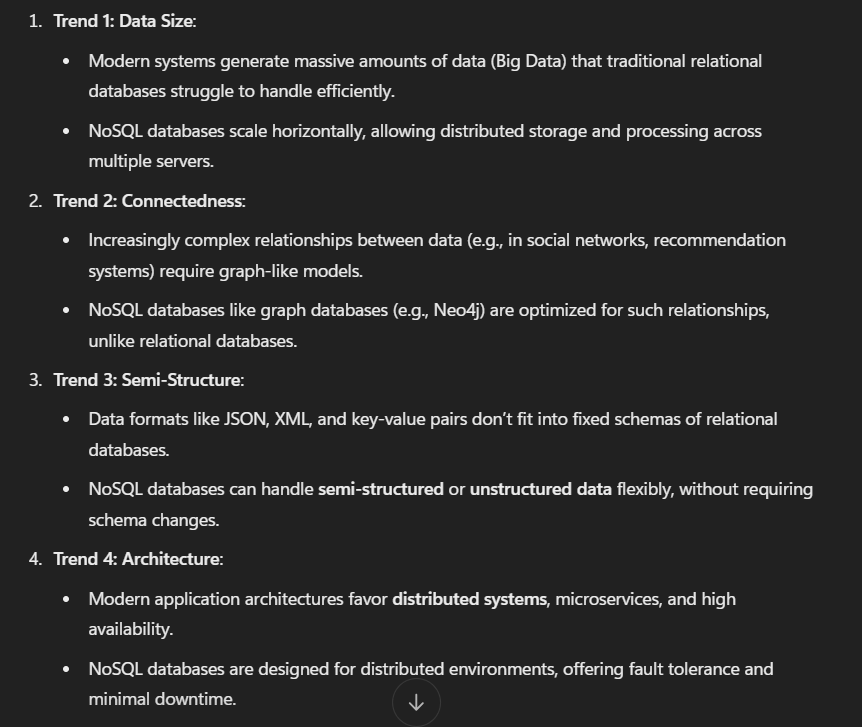 1. Trend 1: Data Size:
• Modern systems generate massive amounts of data (Big Data) that traditional relational
databases struggle to handle efficiently.
• NoSQL databases scale horizontally, allowing distributed storage and processing across
multiple servers.
2. Trend 2: Connectedness:
• Increasingly complex relationships between data (e.g., in social networks, recommendation
systems) require graph-like models.
• NoSQL databases like graph databases (e.g., Neo4j) are optimized for such relationships,
unlike relational databases.
3. Trend 3: Semi-Structure:
• Data formats like JSON, XML, and key-value pairs don’t fit into fixed schemas of relational
databases.
• NoSQL databases can handle semi-structured or unstructured data flexibly, without requiring
schema changes.
4. Trend 4: Architecture:
• Modern application architectures favor distributed systems, microservices, and high
availability.
• NoSQL databases are designed for distributed environments, offering fault tolerance and
minimal downtime.